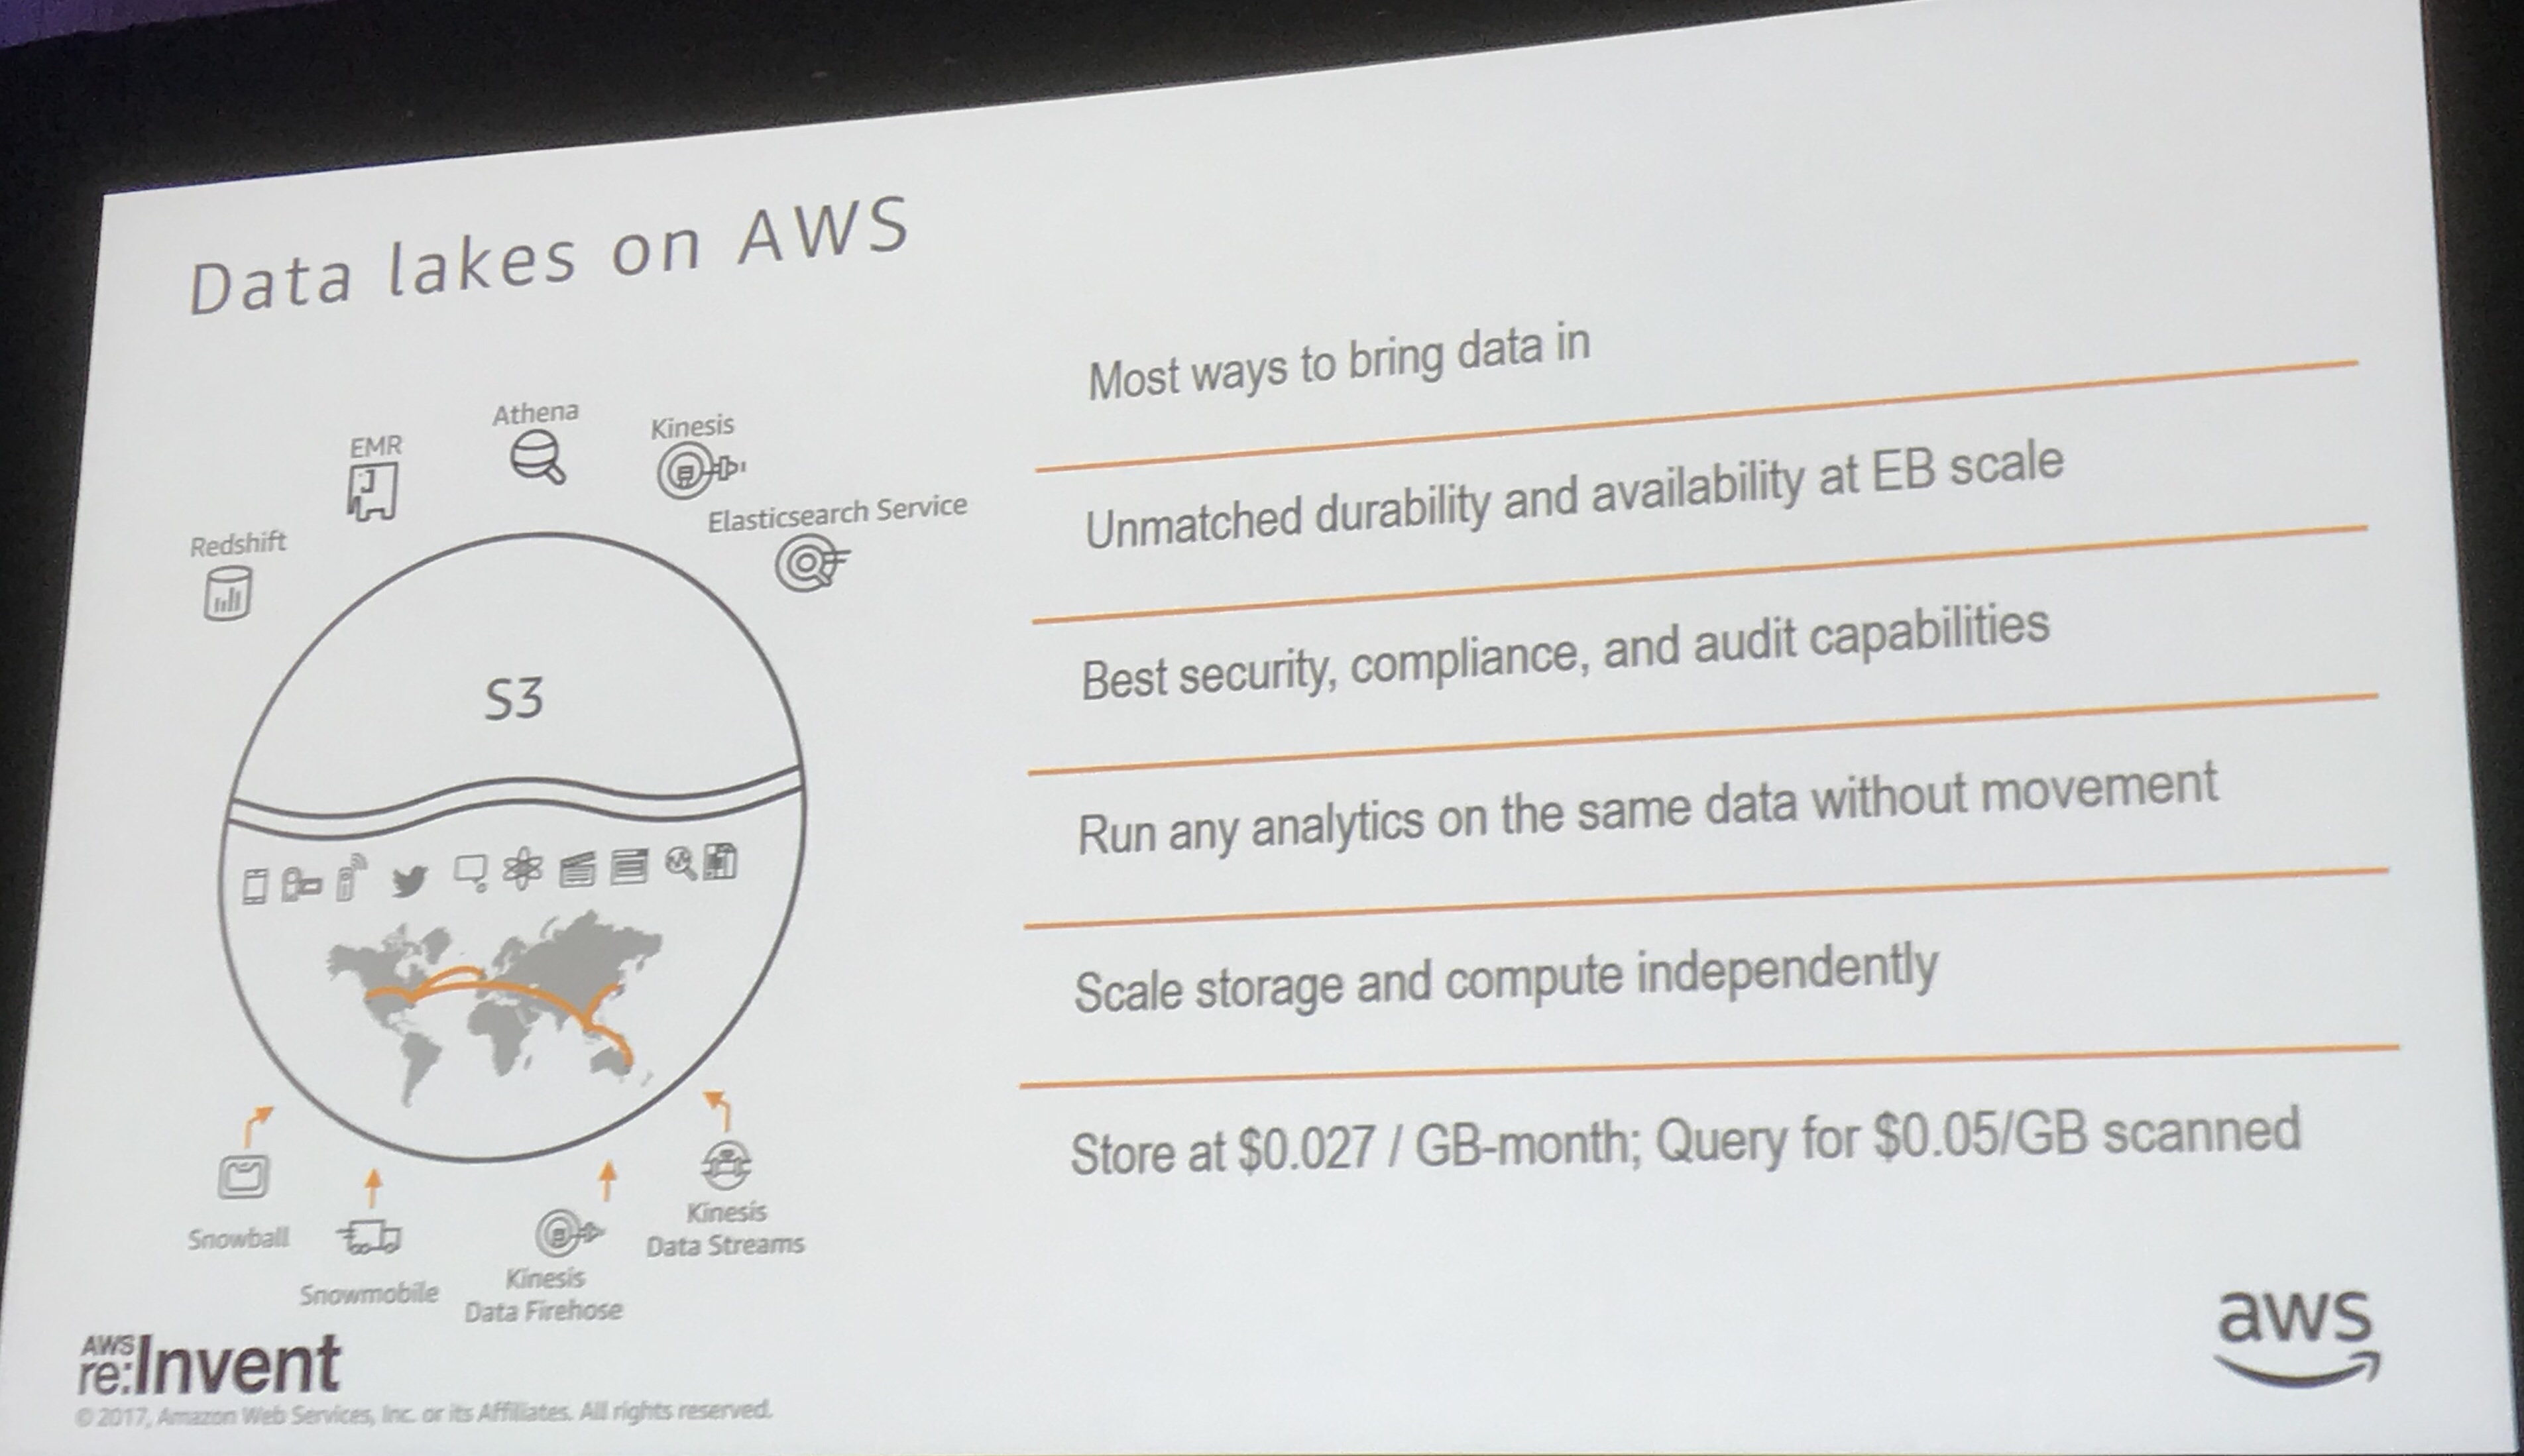 Data lakes on AWS
Athena
Kinesis
EMR
Elasticsearch Service
Redshift
S3
Snowball
Snowmobile
Kinesis
Data Firehose
Kinesis
Data Streams
Most ways to bring data in
Unmatched durability and availability at EB scale
Best security, compliance, and audit capabilities
Run any analytics on the same data without movement
Scale storage and compute independently
Store at $0.027 / GB-month; Query for $0.05/GB scanned
AWS
re:Invent
© 2017, Amazon Web Services, Inc. or its Affiliates. All rights reserved.
aws